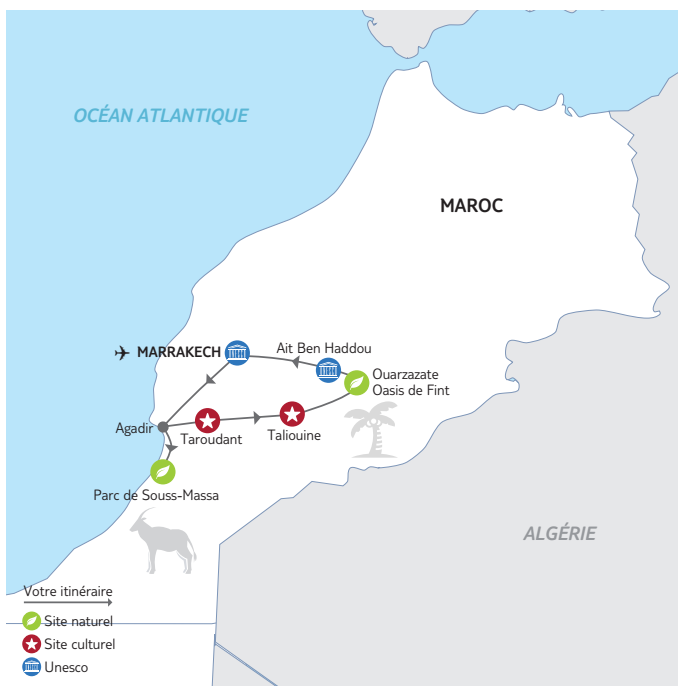 OCÉAN ATLANTIQUE
MAROC
MARRAKECH
Ait Ben Haddou
Ouarzazate
Oasis de Fint
Agadir
Taroudant
Taliouine
Parc de Souss-Massa
ALGÉRIE
Votre itinéraire
Site naturel
Site culturel
Unesco